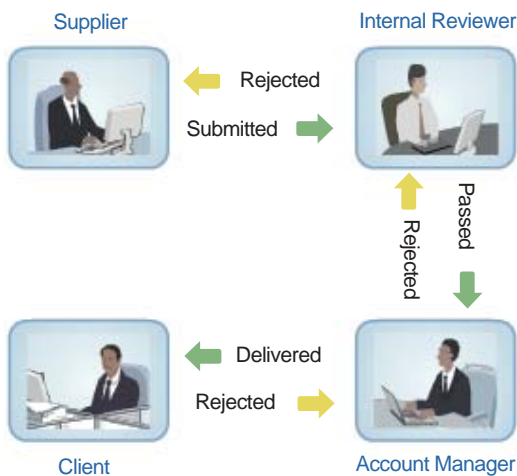 Supplier
Internal Reviewer
Rejected
Submitted
Rejected
Passed
Delivered
Rejected
Client
Account Manager